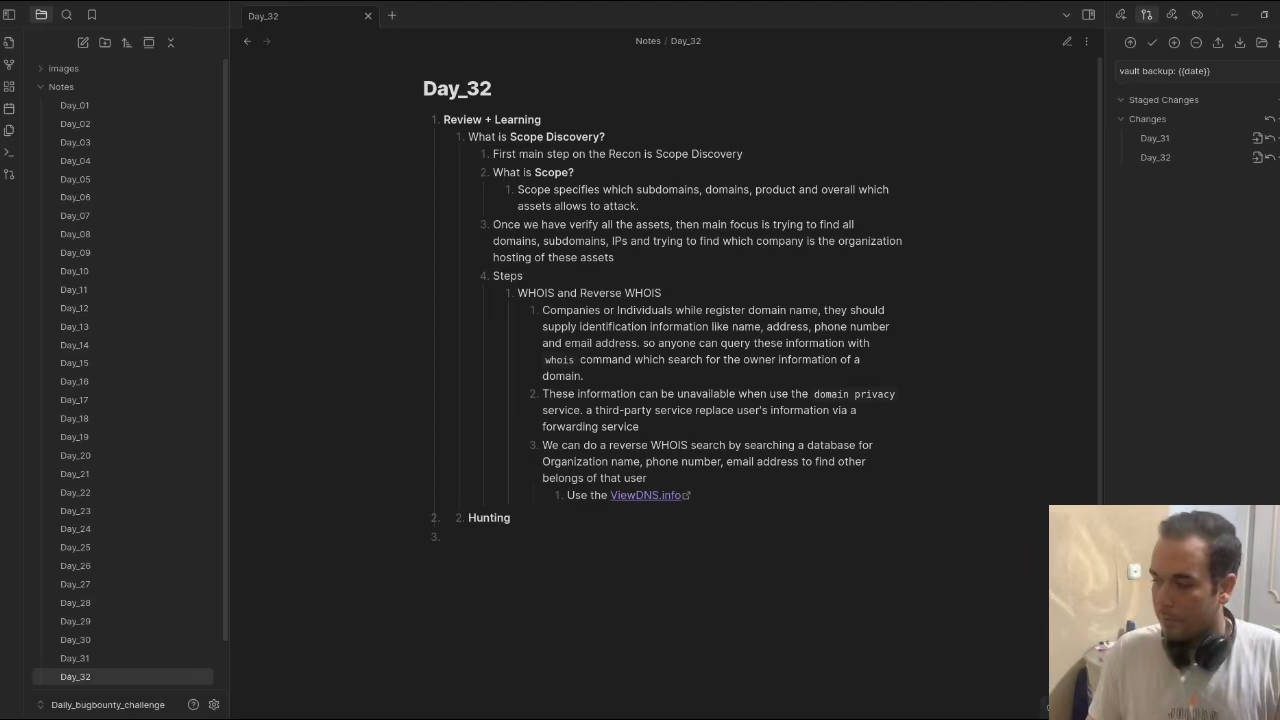 Day_32
Notes / Day_32
images
Notes
Day_01
Day_02
Day_03
Day_04
Day_05
Day_06
Day_07
Day_08
Day_09
Day_10
Day_11
Day_12
Day_13
Day_14
Day_15
Day_16
Day_17
Day_18
Day_19
Day_20
Day_21
Day_22
Day_23
Day_24
Day_25
Day_26
Day_27
Day_28
Day_29
Day_30
Day_31
Day_32
Daily_bugbounty_challenge
Day_32
1. Review + Learning
1. What is Scope Discovery?
1. First main step on the Recon is Scope Discovery
2. What is Scope?
1. Scope specifies which subdomains, domains, product and overall which
assets allows to attack.
3. Once we have verify all the assets, then main focus is trying to find all
domains, subdomains, IPs and trying to find which company is the organization
hosting of these assets
4. Steps
1. WHOIS and Reverse WHOIS
1. Companies or Individuals while register domain name, they should
supply identification information like name, address, phone number
and email address. so anyone can query these information with
whois command which search for the owner information of a
domain.
2. These information can be unavailable when use the domain privacy
service. a third-party service replace user's information via a
forwarding service
3. We can do a reverse WHOIS search by searching a database for
Organization name, phone number, email address to find other
belongs of that user
1. Use the ViewDNS.info
2. 2. Hunting
3.
vault backup: {{date}}
Staged Changes
Changes
Day_31
Day_32